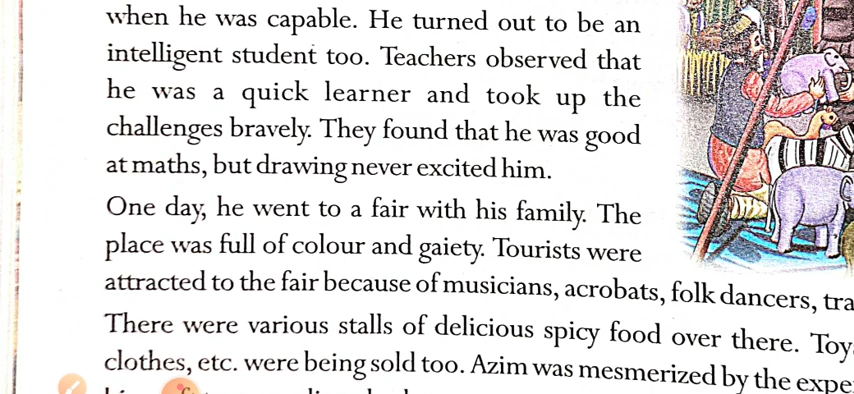 when he was capable. He turned out to be an
intelligent student too. Teachers observed that
he was a quick learner and took up the
challenges bravely. They found that he was good
at maths, but drawing never excited him.
One day, he went to a fair with his family. The
place was full of colour and gaiety. Tourists were
attracted to the fair because of musicians, acrobats, folk dancers,
There were various stalls of delicious spicy food over there.
clothes, etc. were being sold too. Azim was mesmerized by the